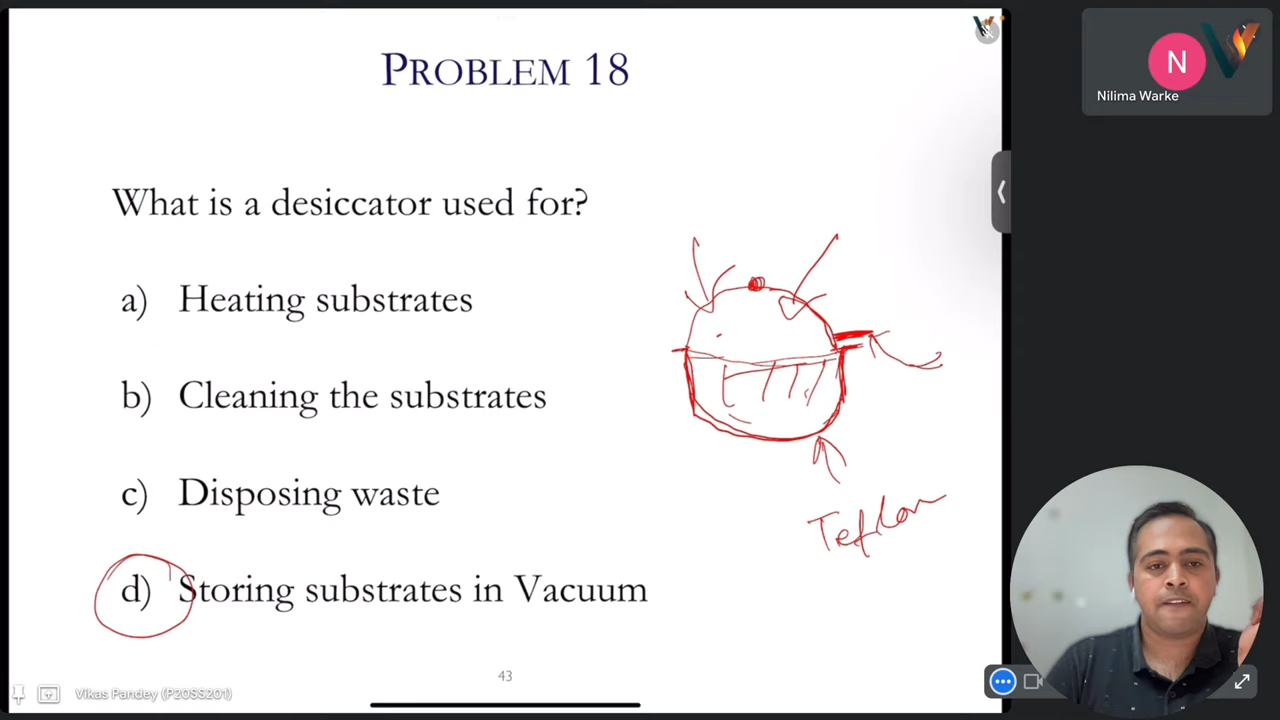 PROBLEM 18
What is a desiccator used for?
a) Heating substrates
b) Cleaning the substrates
c) Disposing waste
d) Storing substrates in Vacuum
Teflon
43
Vikas Pandey (P20SS201)
N
Nilima Warke